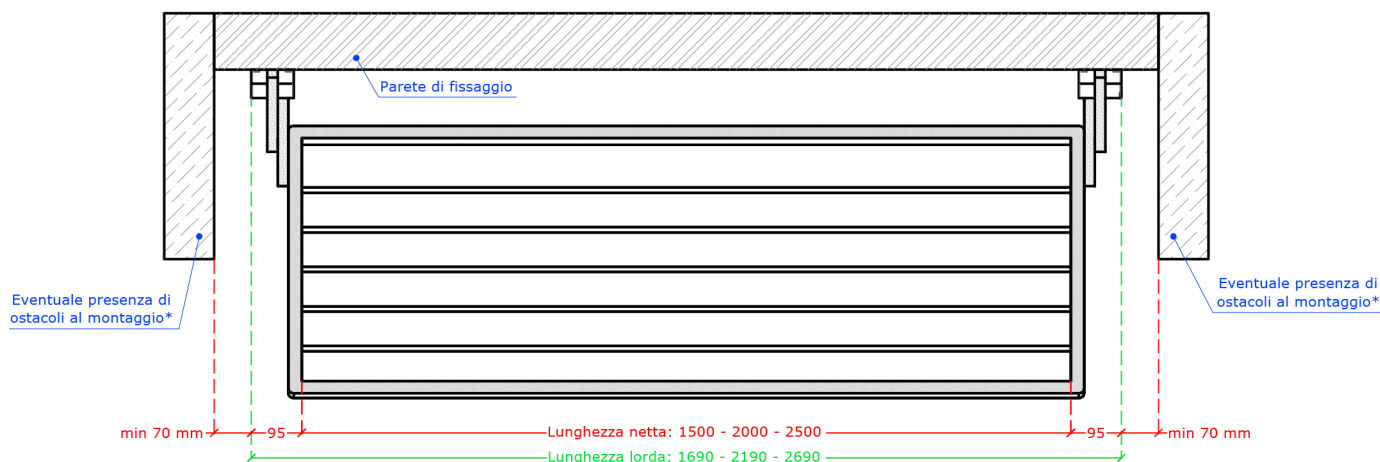 Parete di fissaggio
Eventuale presenza di
ostacoli al montaggio*
Eventuale presenza di
ostacoli al montaggio*
min 70 mm
95
Lunghezza netta: 1500 - 2000 - 2500
95
min 70 mm
Lunghezza lorda: 1690 - 2190 - 2690